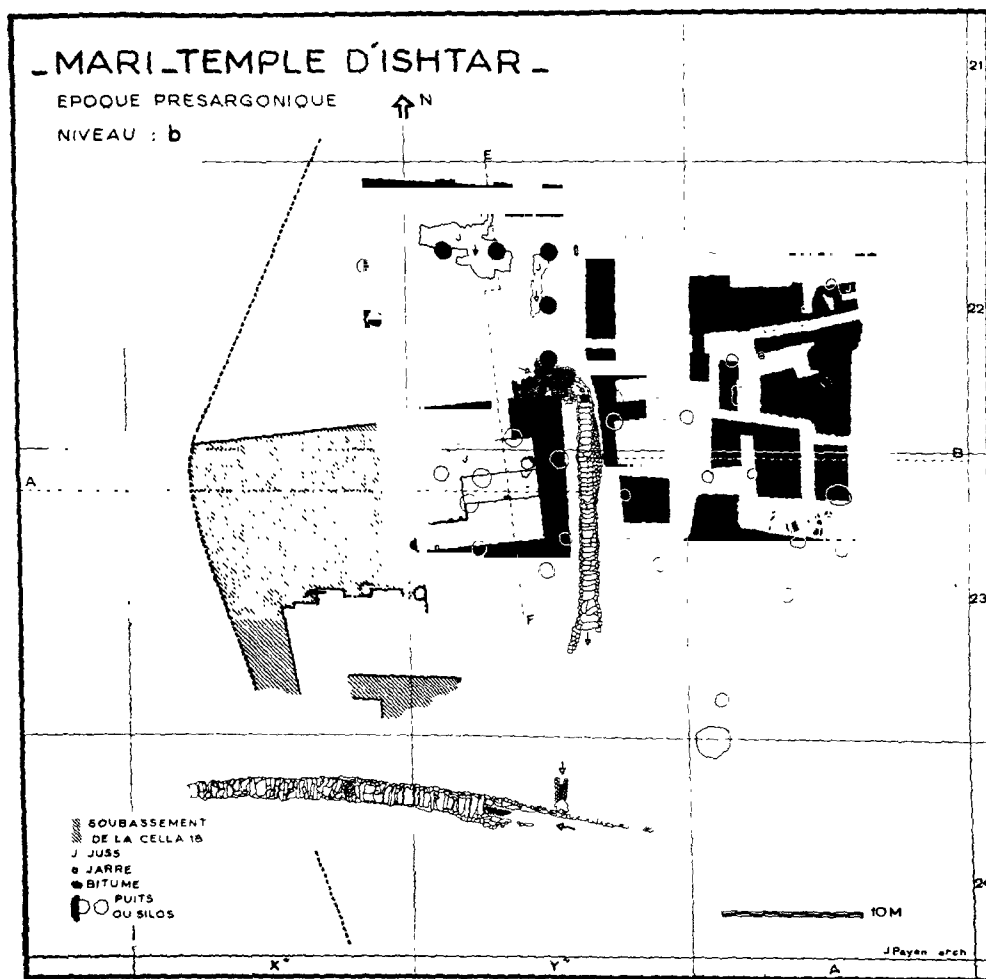 _MARI_TEMPLE D'ISHTAR_
EPOQUE PRESARGONIQUE
NIVEAU : b
N
E
21
J
J
J
22
A
J
B
F
23
SOUBASSEMENT
DE LA CELLA 18
J JUSS
JARRE
BITUME
PUITS
OU SILOS
10M
J.Payen arch
X"
Y"
A